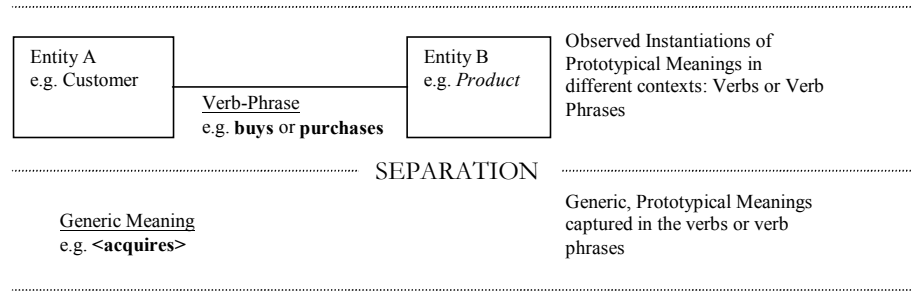 Entity A
e.g. Customer
Verb-Phrase
e.g. buys or purchases
Entity B
e.g. Product
Observed Instantiations of
Prototypical Meanings in
different contexts: Verbs or Verb
Phrases
SEPARATION
Generic Meaning
e.g. <acquires>
Generic, Prototypical Meanings
captured in the verbs or verb
phrases